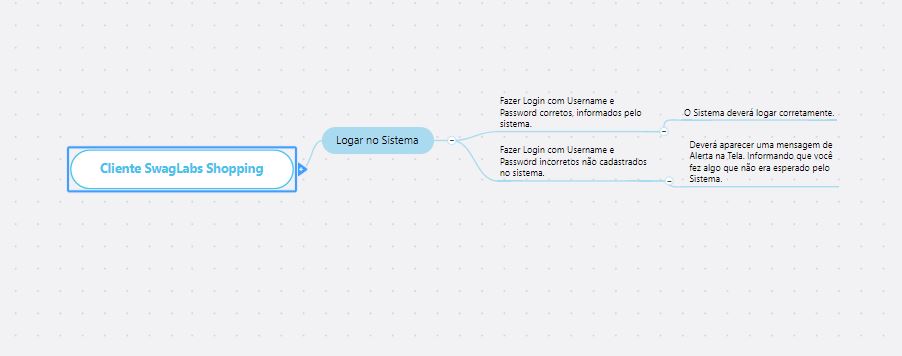 Cliente SwagLabs Shopping
Logar no Sistema
Fazer Login com Username e
Password corretos, informados pelo
sistema.
O Sistema deverá logar corretamente.
Fazer Login com Username e
Password incorretos não cadastrados
no sistema.
Deverá aparecer uma mensagem de
Alerta na Tela. Informando que você
fez algo que não era esperado pelo
Sistema.